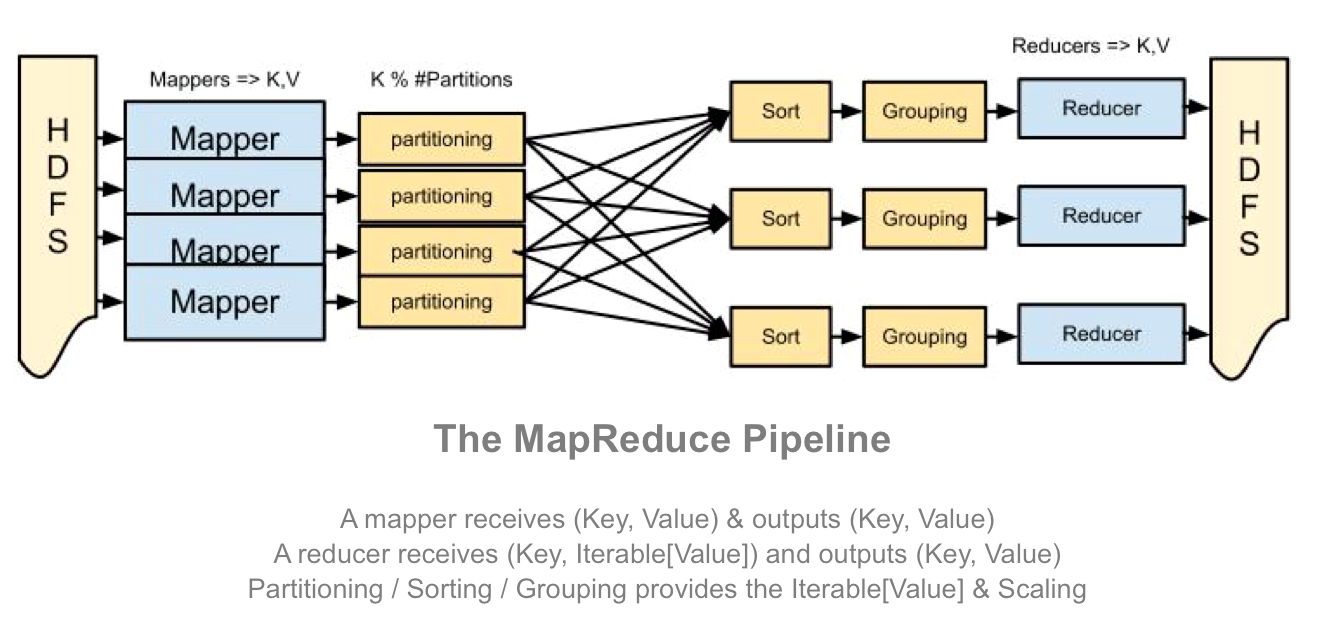 Reducers => K,V
Mappers => K,V
K % #Partitions
H
D
F
S
Mapper
Mapper
Mapper
Mapper
partitioning
partitioning
partitioning
partitioning
Sort
Grouping
Reducer
Sort
Grouping
Reducer
Sort
Grouping
Reducer
H
D
F
S
The MapReduce Pipeline
A mapper receives (Key, Value) & outputs (Key, Value)
A reducer receives (Key, Iterable[Value]) and outputs (Key, Value)
Partitioning / Sorting / Grouping provides the Iterable[Value] & Scaling